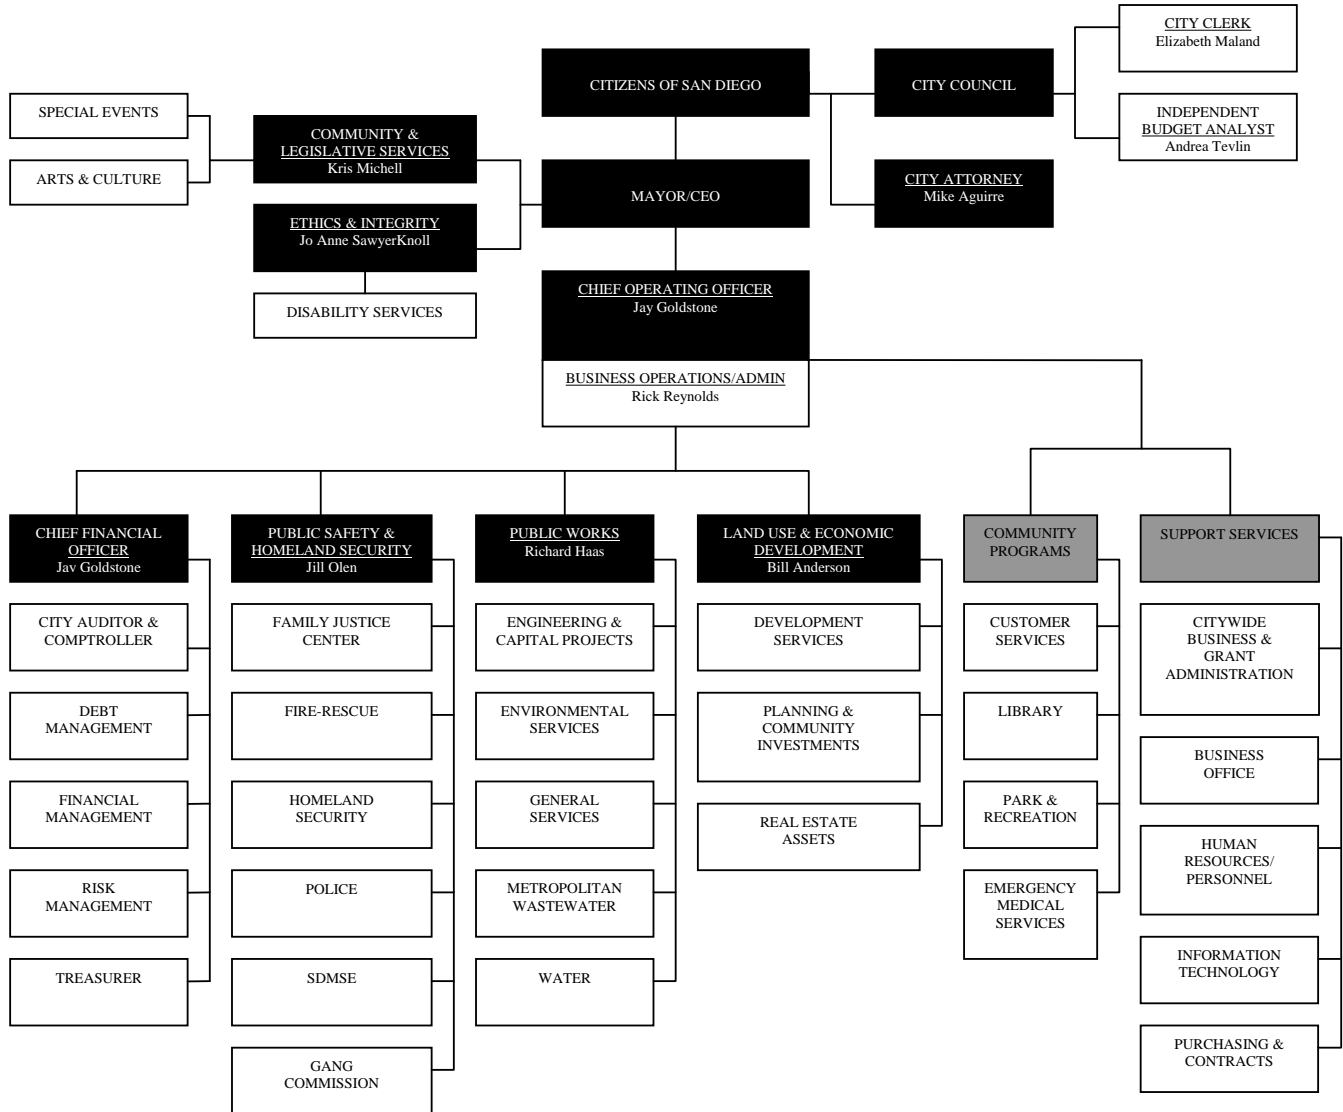 CITY CLERK
Elizabeth Maland
CITIZENS OF SAN DIEGO
CITY COUNCIL
INDEPENDENT
BUDGET ANALYST
Andrea Tevlin
SPECIAL EVENTS
ARTS & CULTURE
COMMUNITY &
LEGISLATIVE SERVICES
Kris Michell
MAYOR/CEO
CITY ATTORNEY
Mike Aguirre
ETHICS & INTEGRITY
Jo Anne SawyerKnoll
DISABILITY SERVICES
CHIEF OPERATING OFFICER
Jay Goldstone
BUSINESS OPERATIONS/ADMIN
Rick Reynolds
CHIEF FINANCIAL
OFFICER
Jay Goldstone
CITY AUDITOR &
COMPTROLLER
DEBT
MANAGEMENT
FINANCIAL
MANAGEMENT
RISK
MANAGEMENT
TREASURER
PUBLIC SAFETY &
HOMELAND SECURITY
Jill Olen
FAMILY JUSTICE
CENTER
FIRE-RESCUE
HOMELAND
SECURITY
POLICE
SDMSE
GANG
COMMISSION
PUBLIC WORKS
Richard Haas
ENGINEERING &
CAPITAL PROJECTS
ENVIRONMENTAL
SERVICES
GENERAL
SERVICES
METROPOLITAN
WASTEWATER
WATER
LAND USE & ECONOMIC
DEVELOPMENT
Bill Anderson
DEVELOPMENT
SERVICES
PLANNING &
COMMUNITY
INVESTMENTS
REAL ESTATE
ASSETS
COMMUNITY
PROGRAMS
CUSTOMER
SERVICES
LIBRARY
PARK &
RECREATION
EMERGENCY
MEDICAL
SERVICES
SUPPORT SERVICES
CITYWIDE
BUSINESS &
GRANT
ADMINISTRATION
BUSINESS
OFFICE
HUMAN
RESOURCES/
PERSONNEL
INFORMATION
TECHNOLOGY
PURCHASING &
CONTRACTS